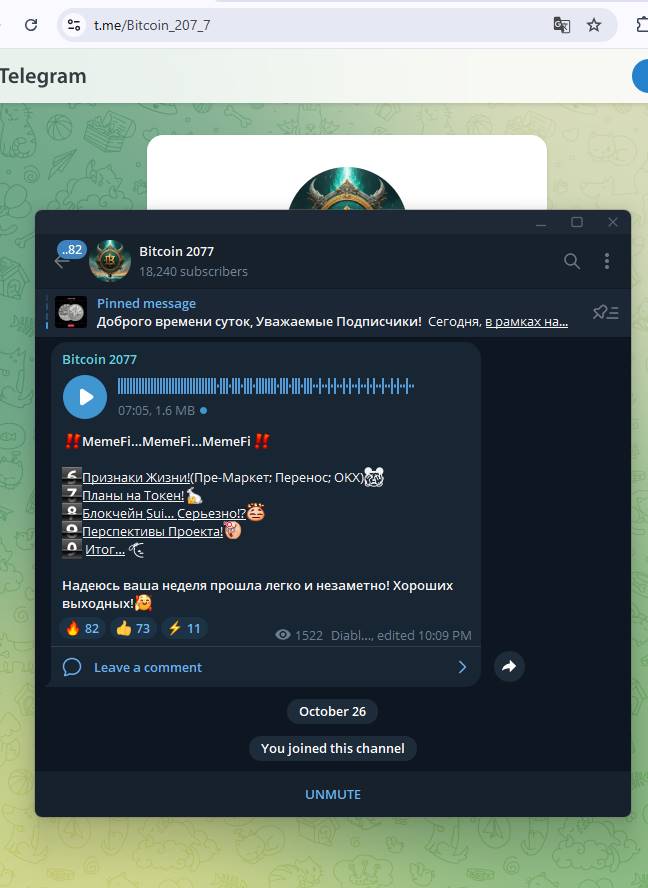 t.me/Bitcoin_207_7
Telegram
..82
Bitcoin 2077
18,240 subscribers
Pinned message
Доброго времени суток, Уважаемые Подписчики! Сегодня, в рамках на...
Bitcoin 2077
07:05, 1.6 MB
‼️MemeFi...MemeFi...MemeFi ‼️
6 Признаки Жизни!(Пре-Маркет; Перенос; OKX)
7 Планы на Токен!
8 Блокчейн Sui... Серьезно!?
9 Перспективы Проекта!
0 Итог...
Надеюсь ваша неделя прошла легко и незаметно! Хороших
выходных!🥰
🔥 82 👍 73 ⚡ 11
1522 Diabl..., edited 10:09 PM
Leave a comment
October 26
You joined this channel
UNMUTE